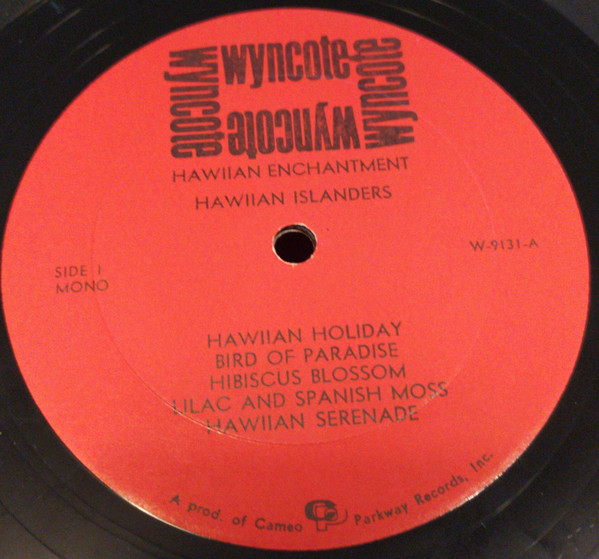 wyncote
wyncote
wyncote
wyncote
HAWIIAN ENCHANTMENT
HAWIIAN ISLANDERS
W-9131-A
SIDE 1
MONO
HAWIIAN HOLIDAY
BIRD OF PARADISE
HIBISCUS BLOSSOM
LILAC AND SPANISH MOSS
HAWIIAN SERENADE
A prod. of Cameo CP Parkway Records, Inc.